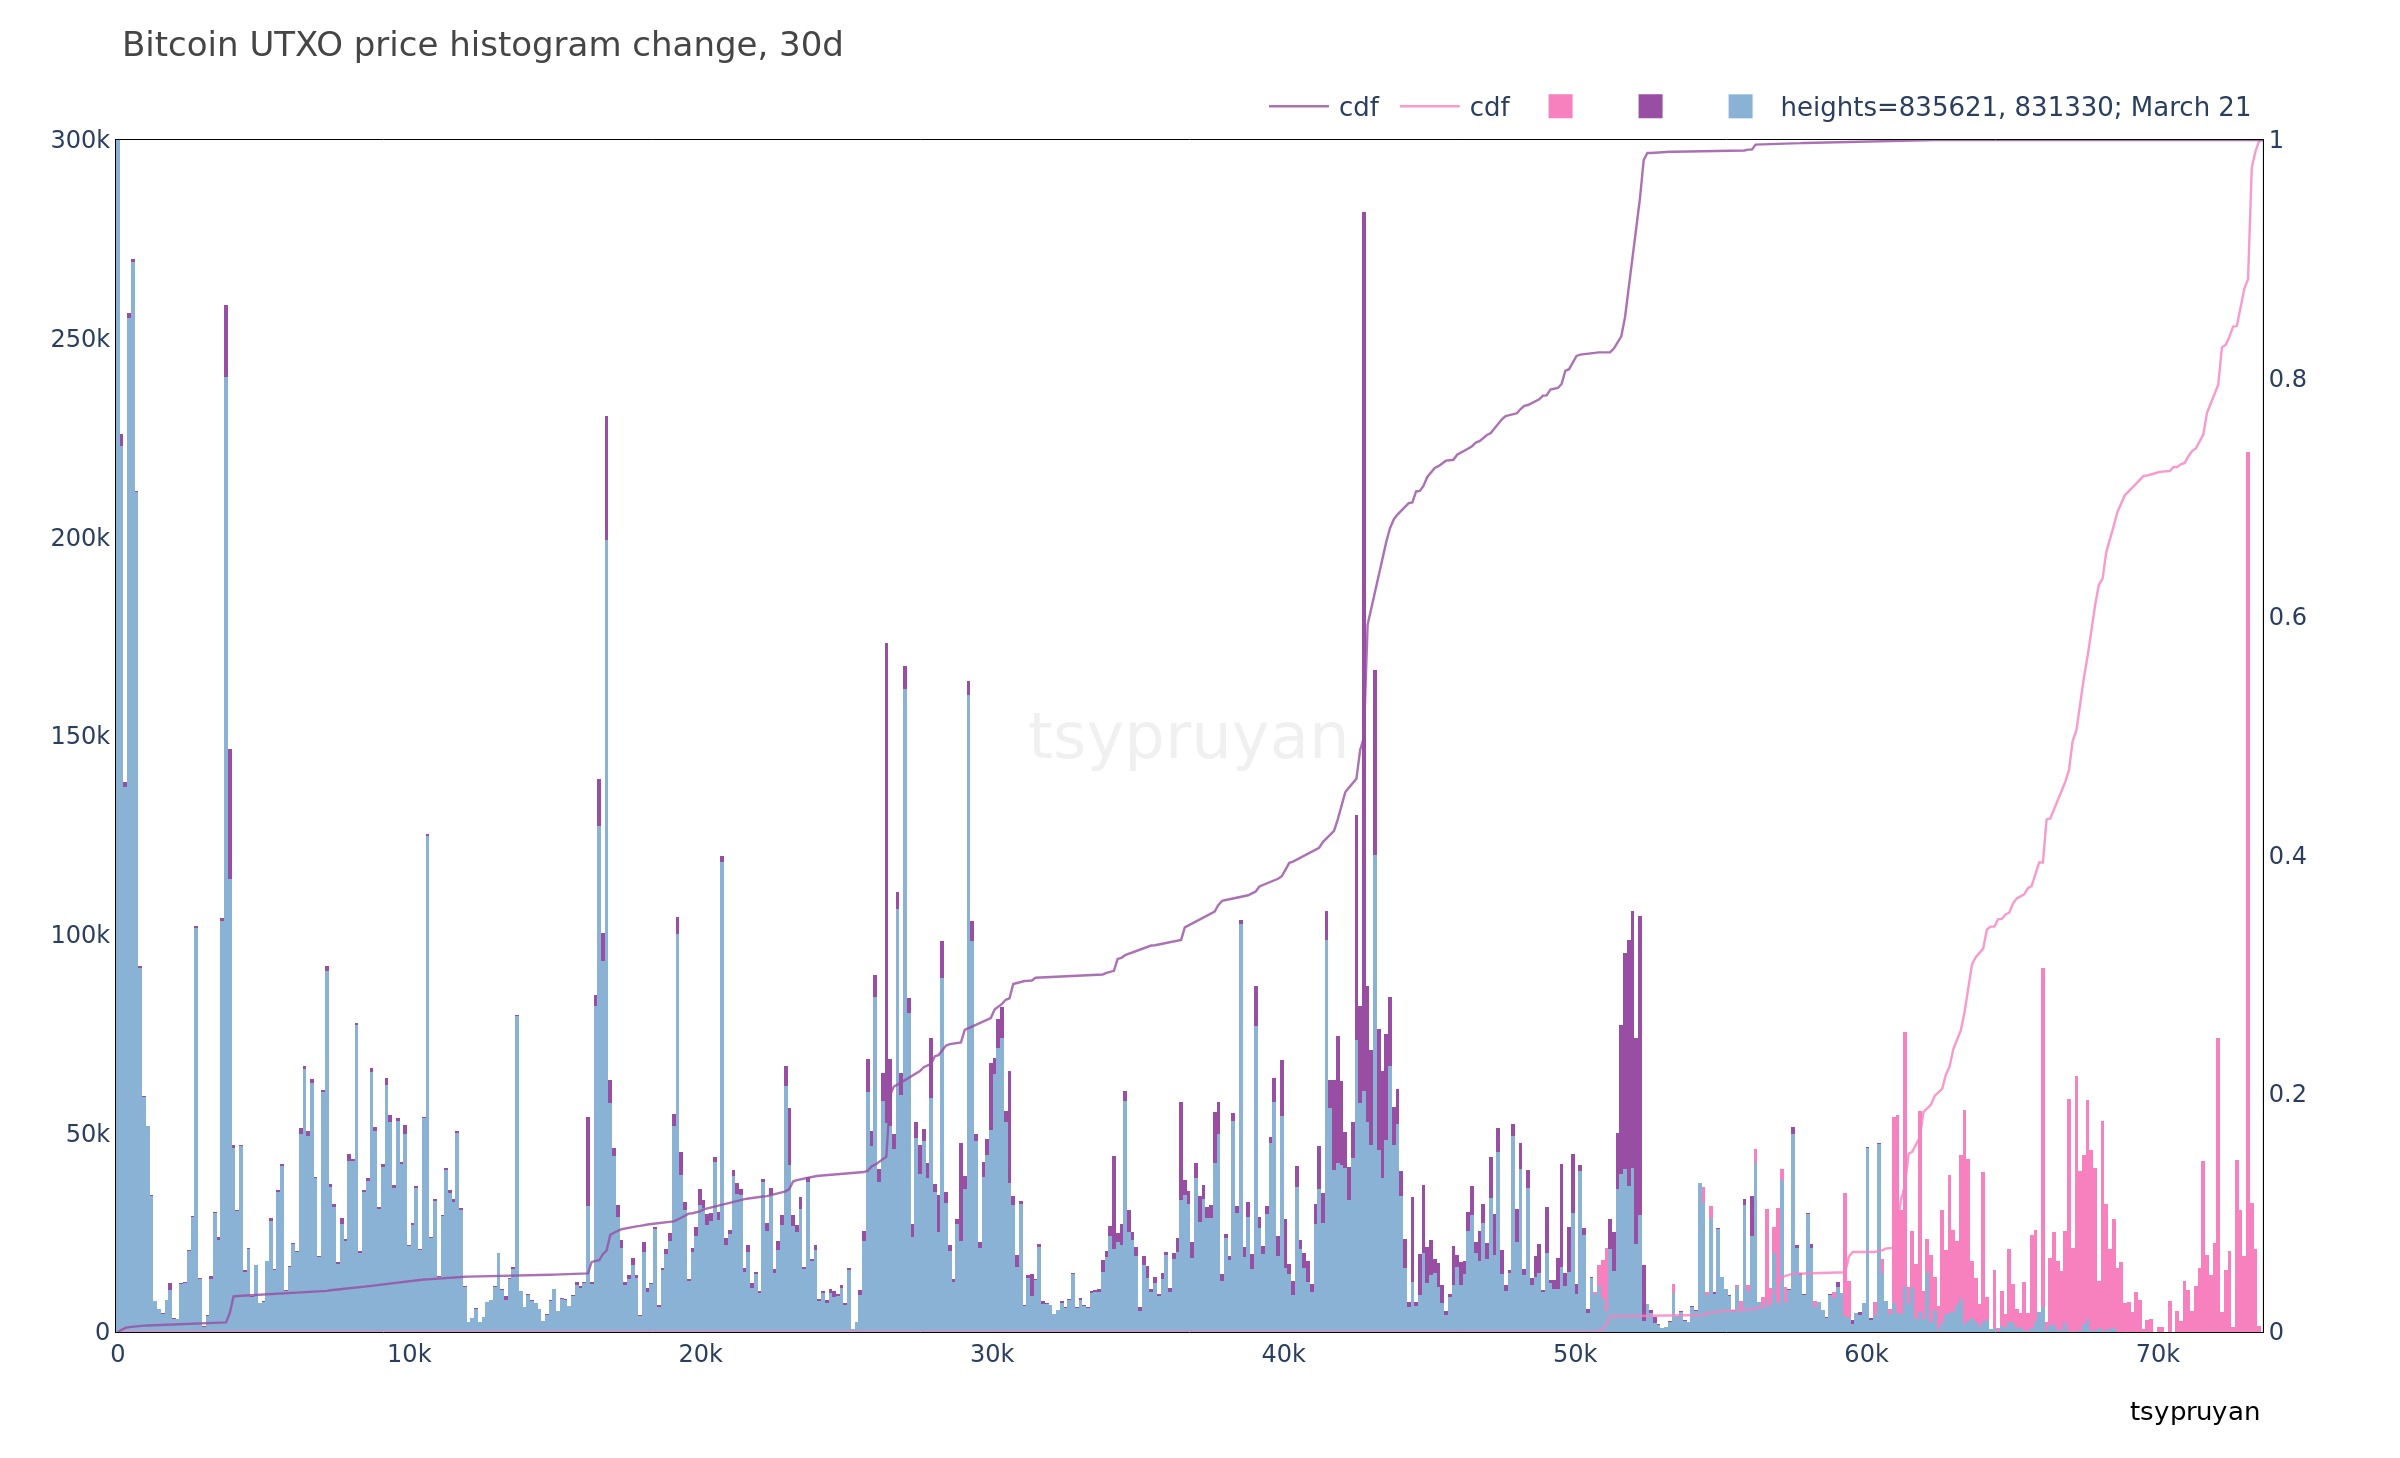 Bitcoin UTXO price histogram change, 30d
cdf cdf heights=835621, 831330; March 21
300k 1
250k
0.8
200k
0.6
150k
tsypruyan
0.4
100k
0.2
50k
0 0
0 10k 20k 30k 40k 50k 60k 70k
tsypruyan